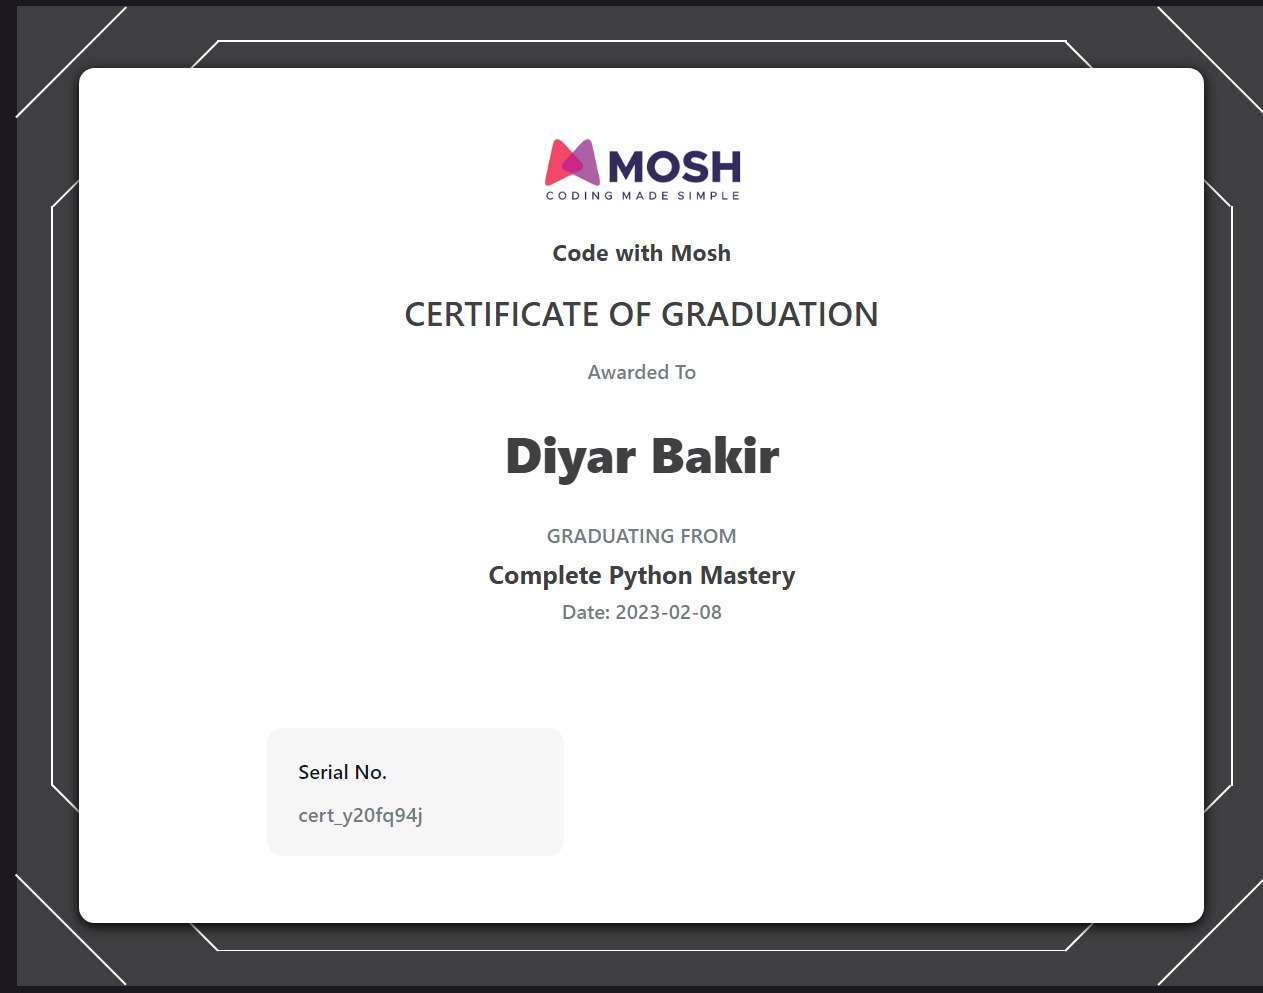 MOSH
CODING MADE SIMPLE
Code with Mosh
CERTIFICATE OF GRADUATION
Awarded To
Diyar Bakir
GRADUATING FROM
Complete Python Mastery
Date: 2023-02-08
Serial No.
cert_y20fq94j